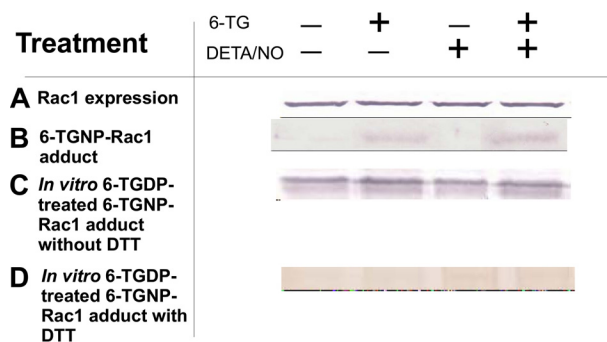 6-TG — + — +
Treatment
DETA/NO — — + +
A Rac1 expression
B 6-TGNP-Rac1
adduct
C In vitro 6-TGDP-
treated 6-TGNP-
Rac1 adduct
without DTT
D In vitro 6-TGDP-
treated 6-TGNP-
Rac1 adduct with
DTT